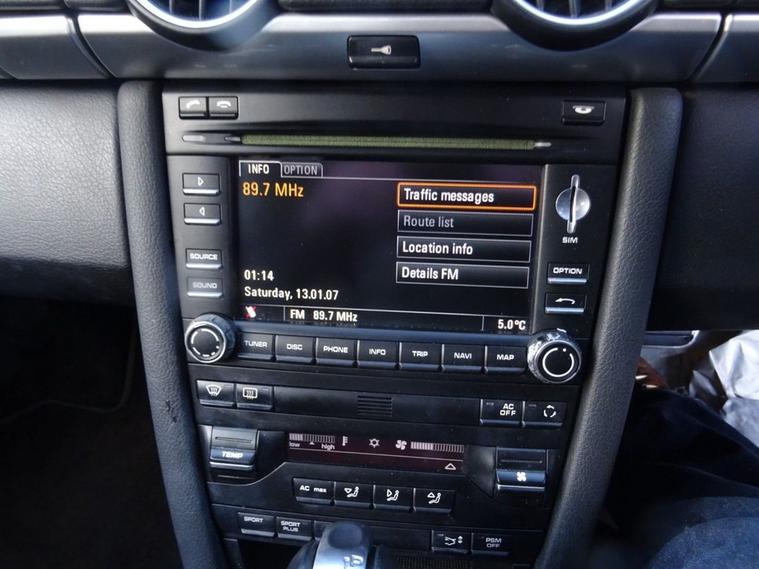 INFO OPTION
89.7 MHz
Traffic messages
Route list
Location info
Details FM
01:14
Saturday, 13.01.07
FM 89.7 MHz
5.0°C
SOURCE
SOUND
SIM
OPTION
TUNER DISC PHONE INFO TRIP NAVI MAP
AC OFF
low high
TEMP
AC max
SPORT
SPORT PLUS
PSM OFF